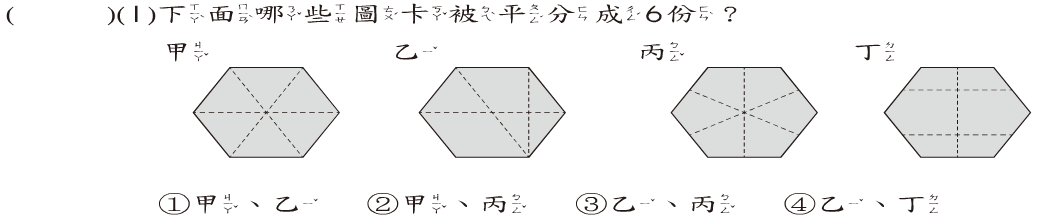 (　　)(1)下面哪些圖卡被平分成6份？
甲　乙　丙　丁
①甲、乙　②甲、丙　③乙、丙　④乙、丁